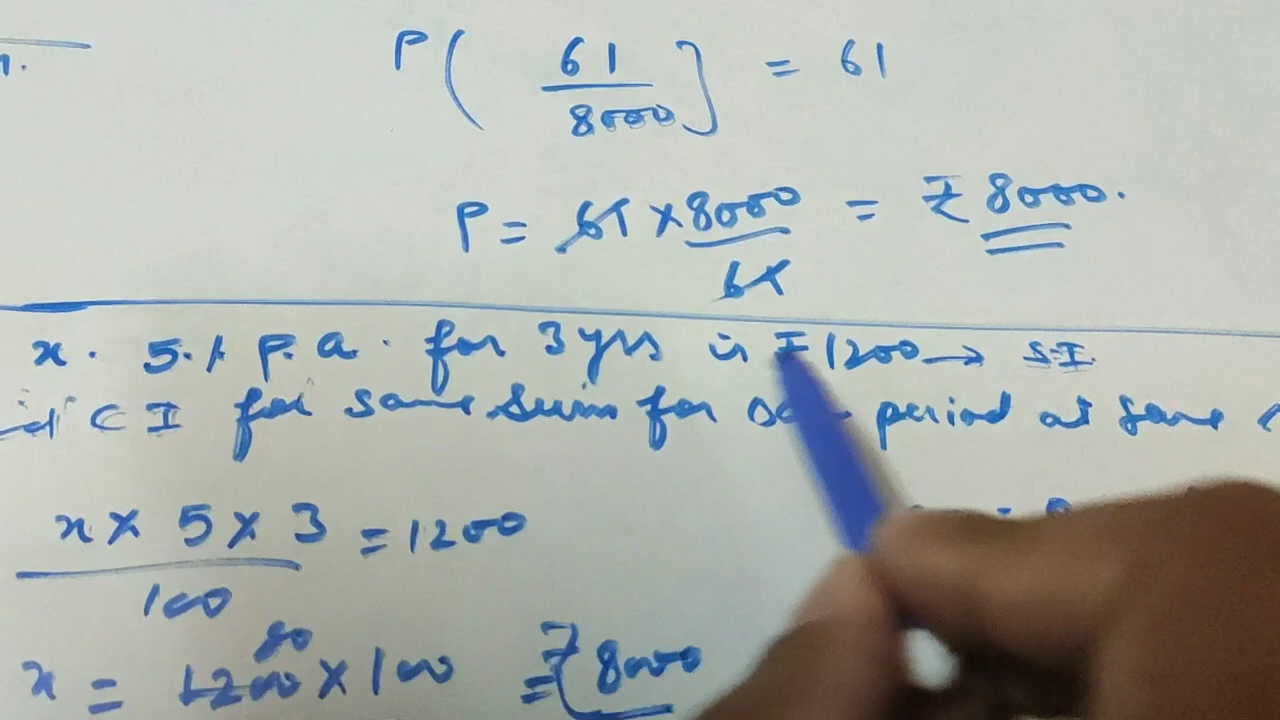 P( 61/8000 ] = 61
P = 61 × 8000/61 = ₹ 8000.
x. 5% p.a. for 3 yrs is ₹ 1200 → S.I.
CI for same sum for period at same
x × 5 × 3/100 = 1200
x = 1200 × 100 = ₹ 8000
80